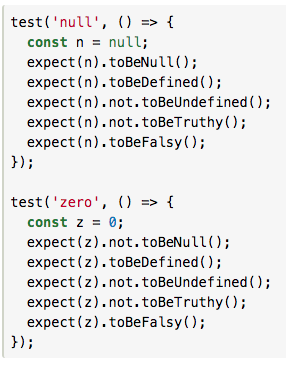 test('null', () => {
  const n = null;
  expect(n).toBeNull();
  expect(n).toBeDefined();
  expect(n).not.toBeUndefined();
  expect(n).not.toBeTruthy();
  expect(n).toBeFalsy();
});

test('zero', () => {
  const z = 0;
  expect(z).not.toBeNull();
  expect(z).toBeDefined();
  expect(z).not.toBeUndefined();
  expect(z).not.toBeTruthy();
  expect(z).toBeFalsy();
});